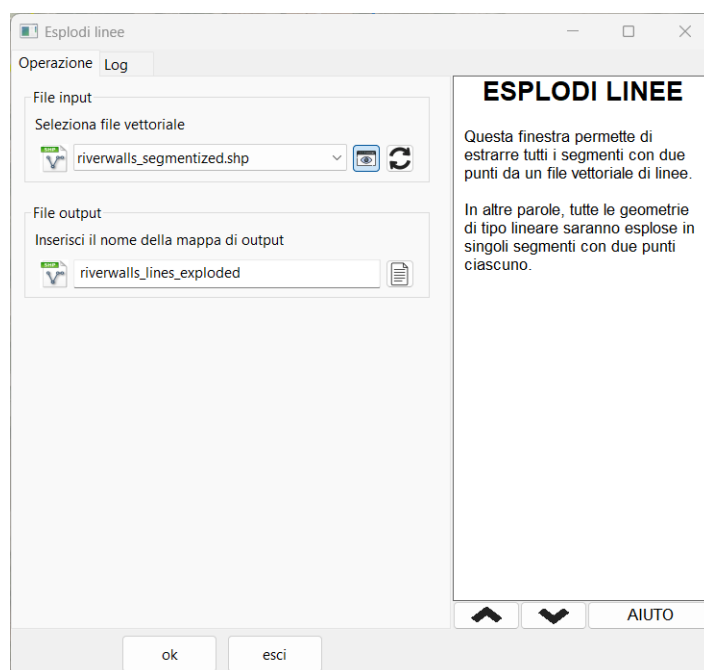 Esplodi linee
Operazione Log
File input
Seleziona file vettoriale
SHP
riverwalls_segmentized.shp
File output
Inserisci il nome della mappa di output
SHP
riverwalls_lines_exploded
ok esci
ESPLODI LINEE
Questa finestra permette di
estrarre tutti i segmenti con due
punti da un file vettoriale di linee.
In altre parole, tutte le geometrie
di tipo lineare saranno esplose in
singoli segmenti con due punti
ciascuno.
AIUTO